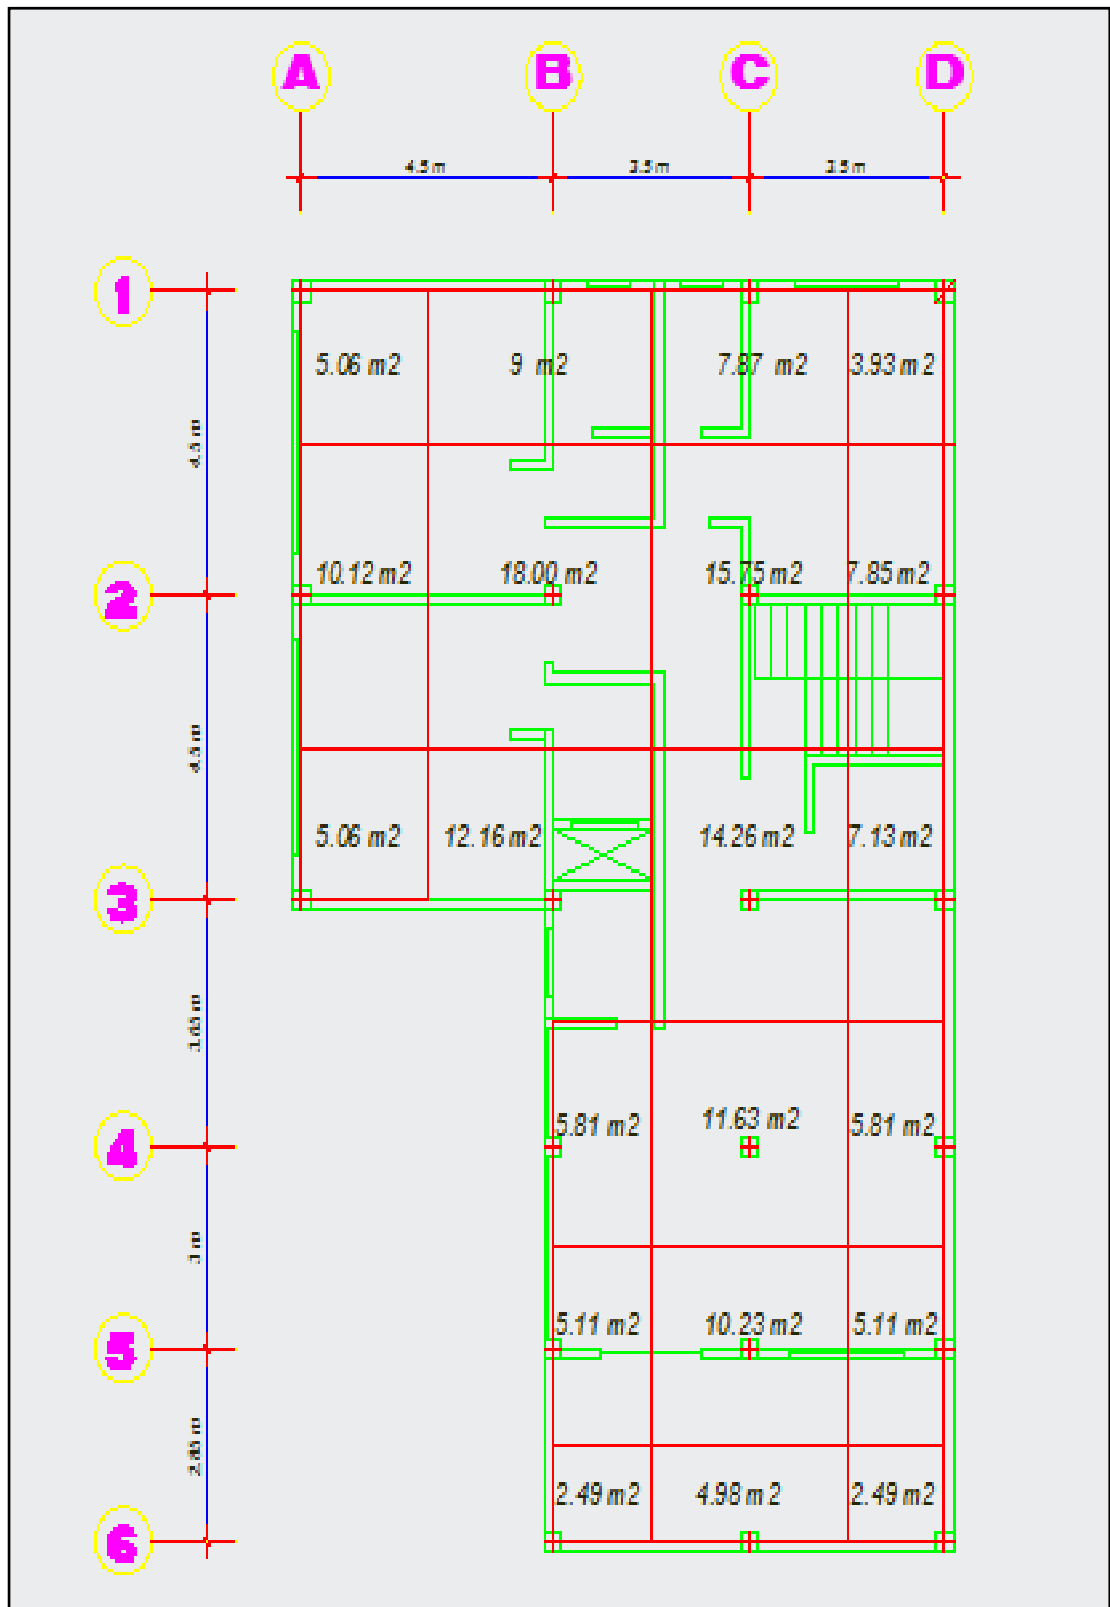 A B C D
4.5 m 3.5 m 3.5 m
1
5.06 m2 9 m2 7.87 m2 3.93 m2
10.12 m2 18.00 m2 15.75 m2 7.85 m2
2
5.06 m2 12.16 m2 14.26 m2 7.13 m2
3
5.81 m2 11.63 m2 5.81 m2
4
3 m
5.11 m2 10.23 m2 5.11 m2
5
2.49 m2 4.98 m2 2.49 m2
6